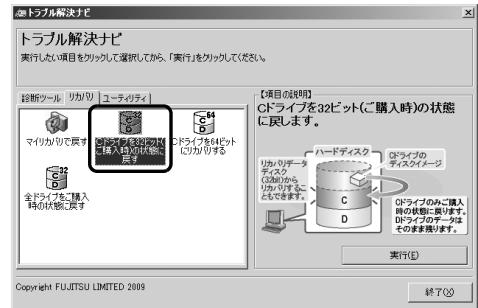 トラブル解決ナビ
トラブル解決ナビ
実行したい項目をクリックして選択してから、「実行」をクリックしてください。
診断ツール リカバリ ユーティリティ
マイリカバリで戻す
Cドライブを32ビット(ご購入時)の状態に戻す
Cドライブを64ビットにリカバリする
全ドライブをご購入時の状態に戻す
【項目の説明】
Cドライブを32ビット(ご購入時)の状態
に戻します。
ハードディスク
Cドライブの
ディスクイメージ
リカバリデータ
ディスク
(32bit)から
リカバリするこ
ともできます。
C
D
Cドライブのみご購入
時の状態に戻ります。
Dドライブのデータは
そのまま残ります。
実行(E)
Copyright FUJITSU LIMITED 2009
終了(X)